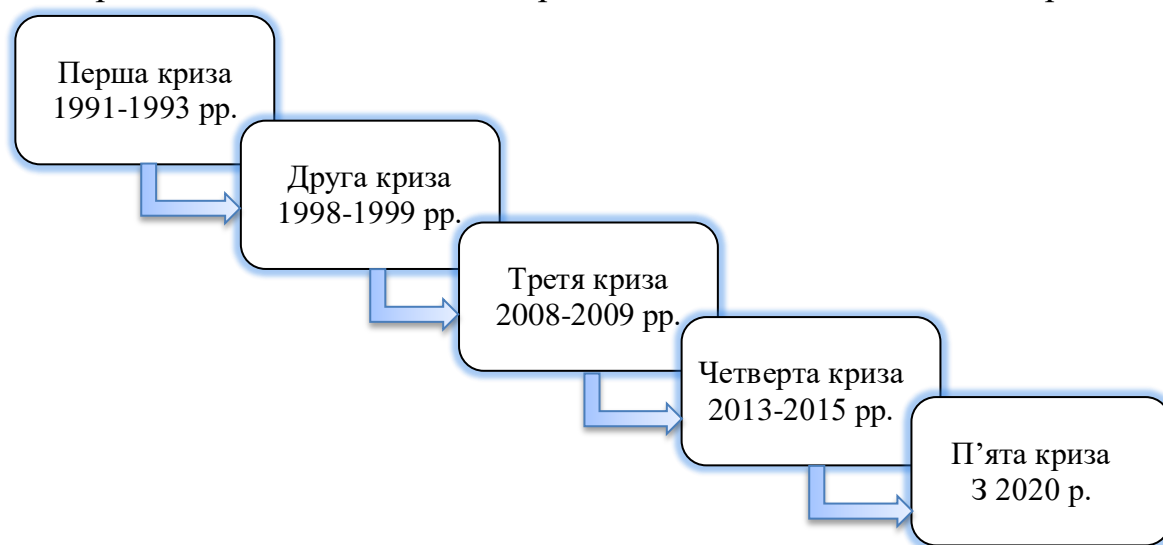 Перша криза
1991-1993 рр.
Друга криза
1998-1999 рр.
Третя криза
2008-2009 рр.
Четверта криза
2013-2015 рр.
П’ята криза
З 2020 р.